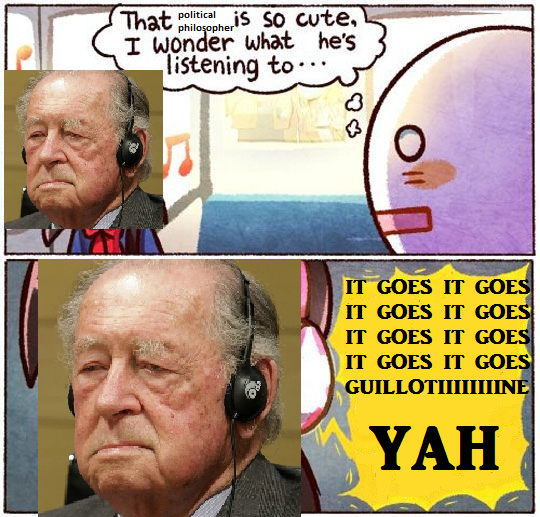 That political philosopher is so cute.
I wonder what he's
listening to...
IT GOES IT GOES
IT GOES IT GOES
IT GOES IT GOES
IT GOES IT GOES
GUILLOTIIIIIIIINE
YAH